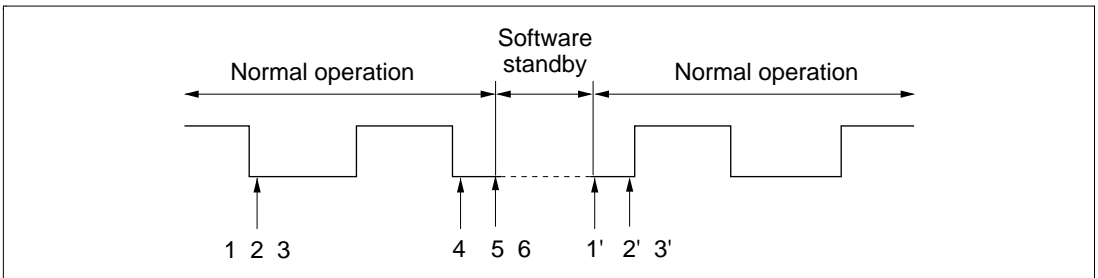 Software
standby
Normal operation
Normal operation
1 2 3
4
5 6
1'
2' 3'